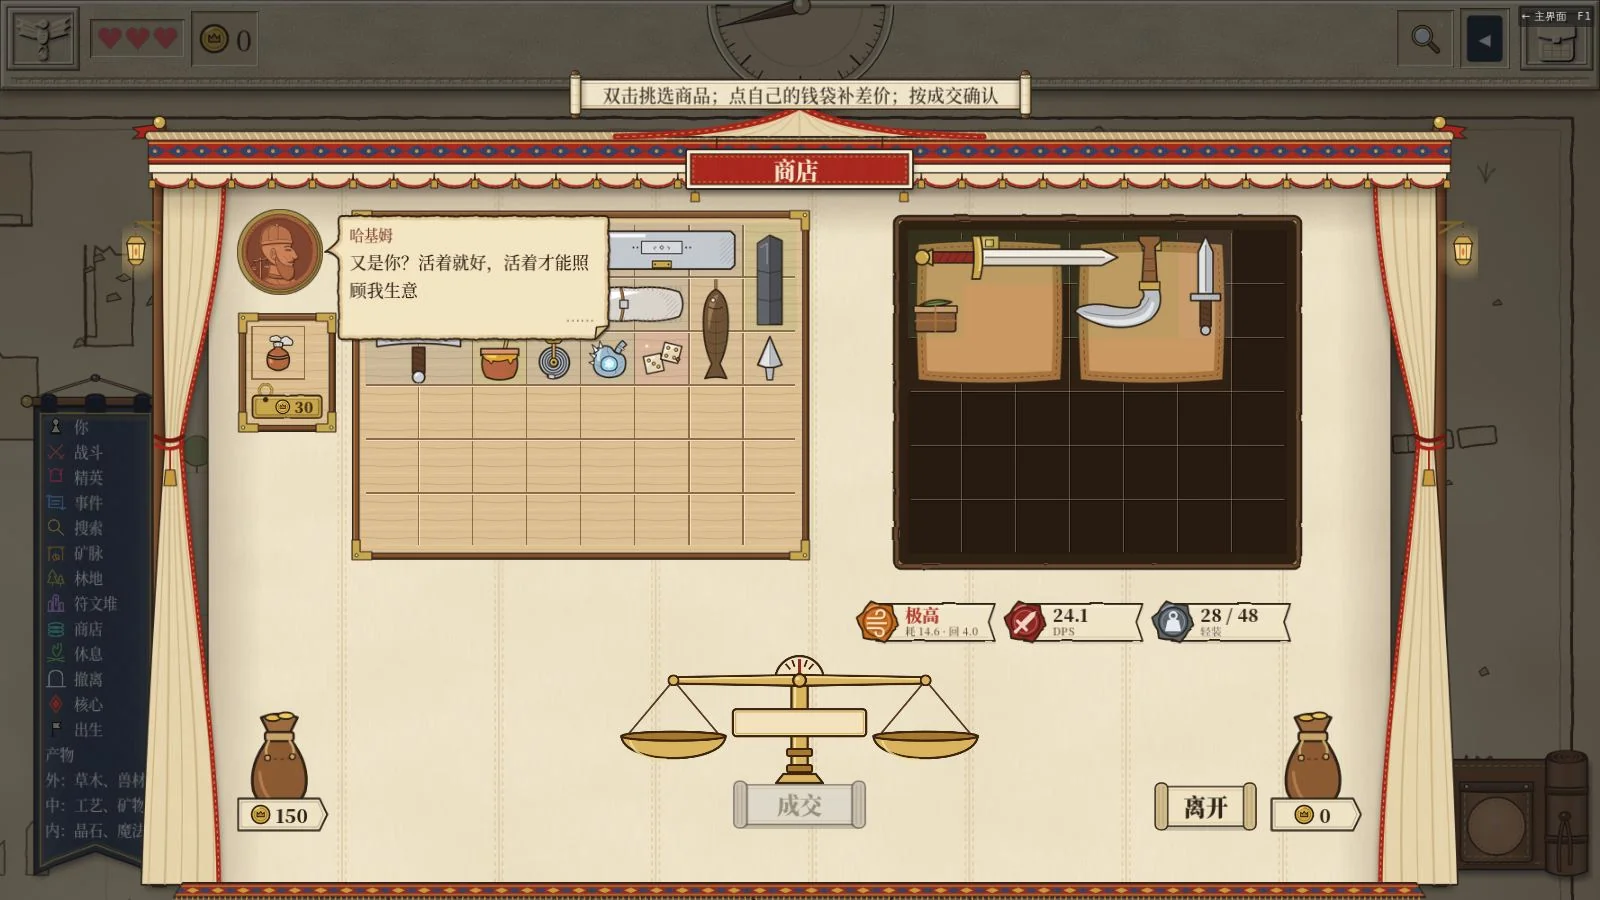 0
← 主界面 F1
双击挑选商品；点自己的钱袋补差价；按成交确认
商店
哈基姆
又是你？活着就好，活着才能照
顾我生意
......
30
你
战斗
精英
事件
搜索
矿脉
林地
符文堆
商店
休息
撤离
核心
出生
产物
外：草木、兽材
中：工艺、矿物
内：晶石、魔法
极高
耗 14.6 · 回 4.0
24.1
DPS
28 / 48
轻装
150
成交
离开
0